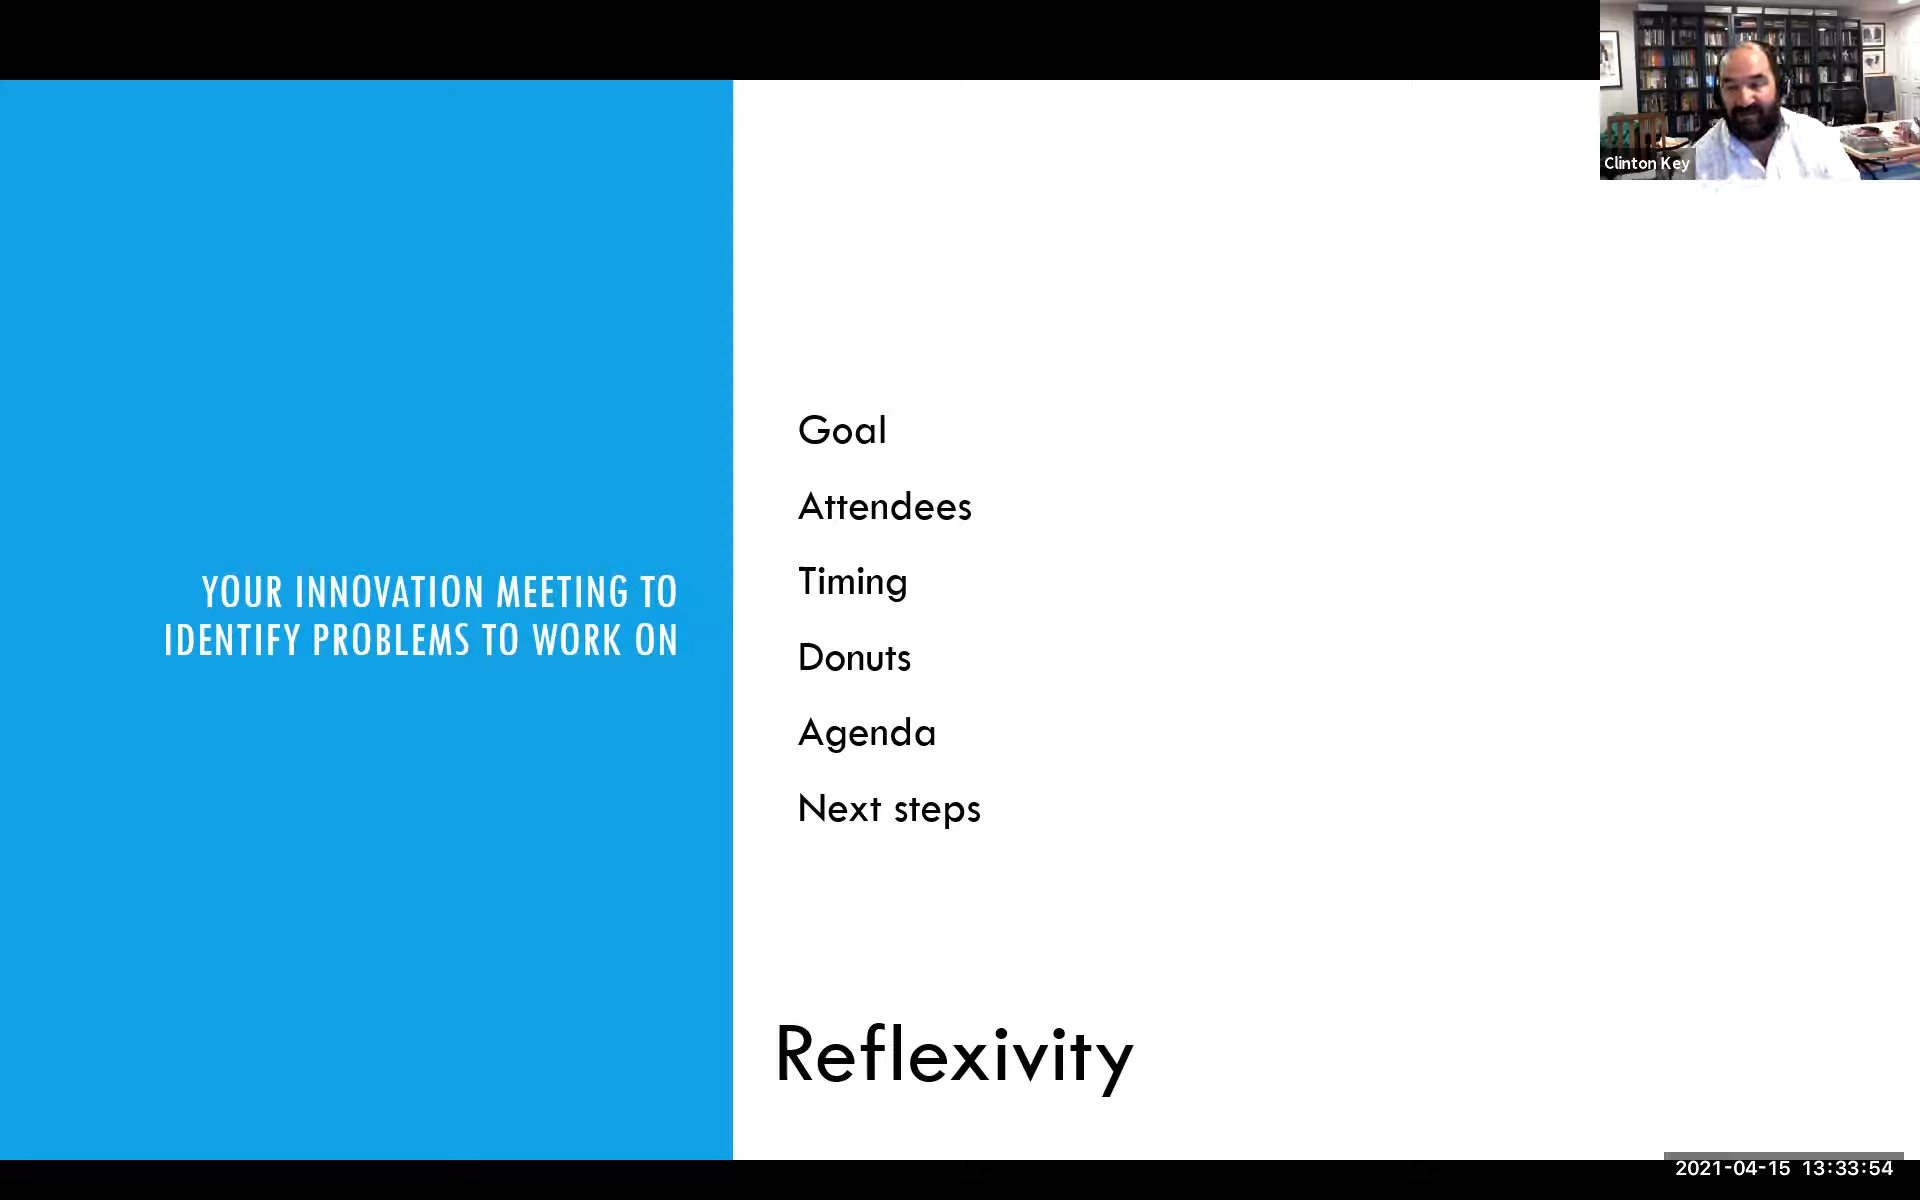 Clinton Key
YOUR INNOVATION MEETING TO
IDENTIFY PROBLEMS TO WORK ON
Goal
Attendees
Timing
Donuts
Agenda
Next steps
Reflexivity
2021-04-15 13:33:54